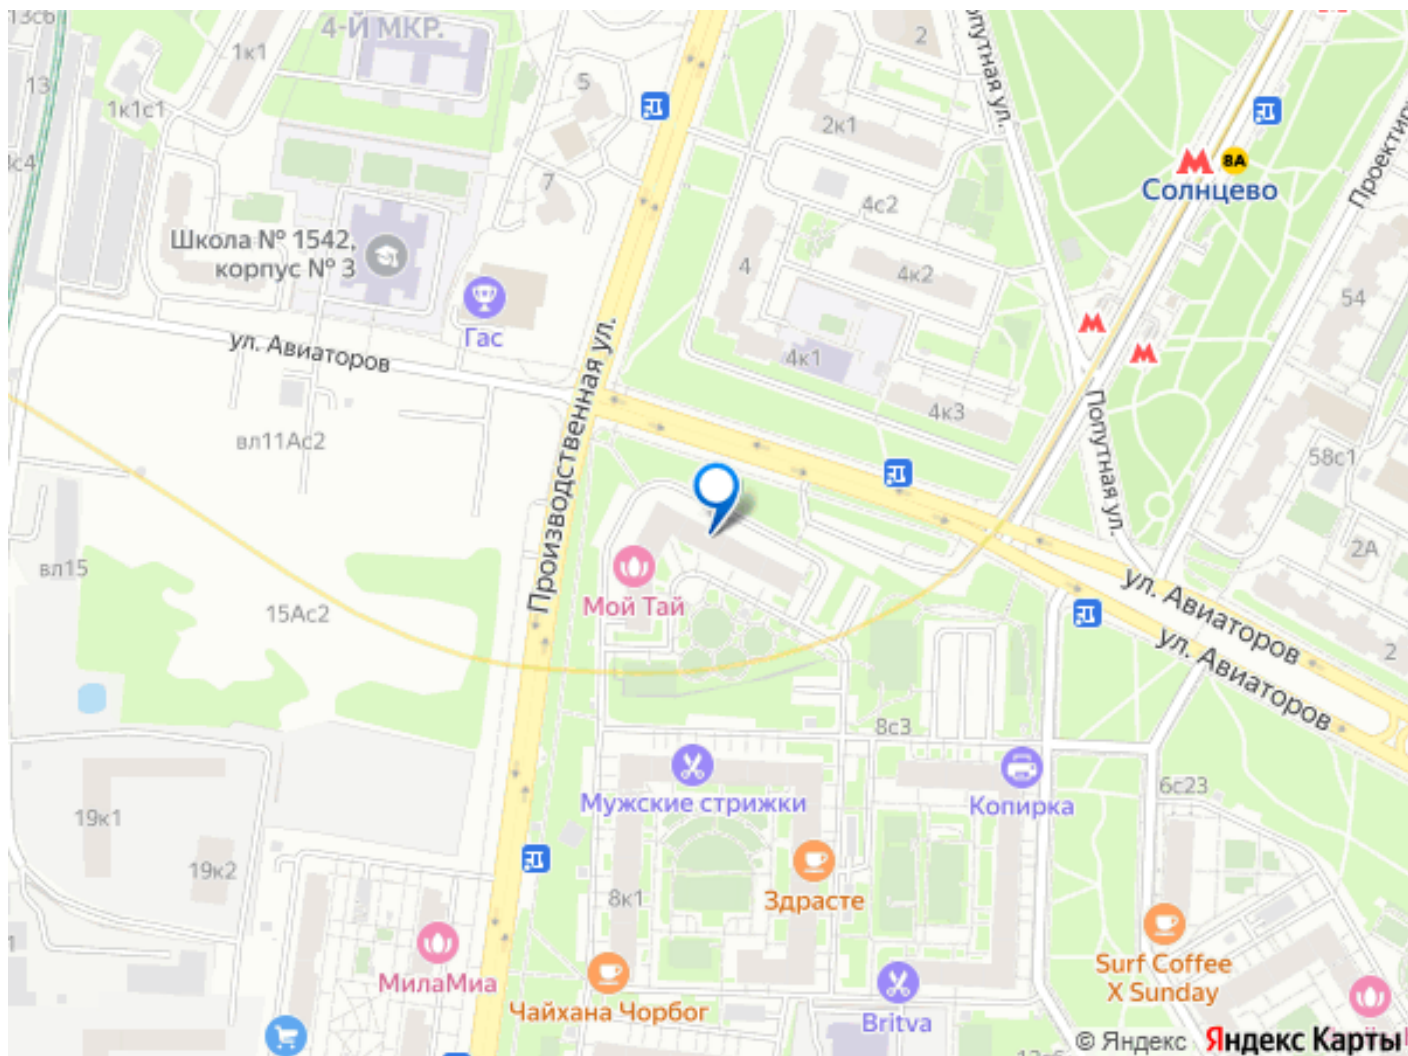 13с6
4-Й МКР.
1к1
13
1к1с1
5
7
2
2к1
Попутная ул.
8А
Солнцево
4с2
4
4к2
54
Школа № 1542,
корпус № 3
Гас
ул. Авиаторов
Производственная ул.
4к1
4к3
Попутная ул.
58с1
2А
вл11Ас2
вл15
15Ас2
Мой Тай
ул. Авиаторов
ул. Авиаторов
2
8с3
Мужские стрижки
Копирка
6с23
19к1
19к2
8к1
Здрасте
МилаМиа
Чайхана Чорбог
Britva
Surf Coffee
X Sunday
© Яндекс Яндекс Карты